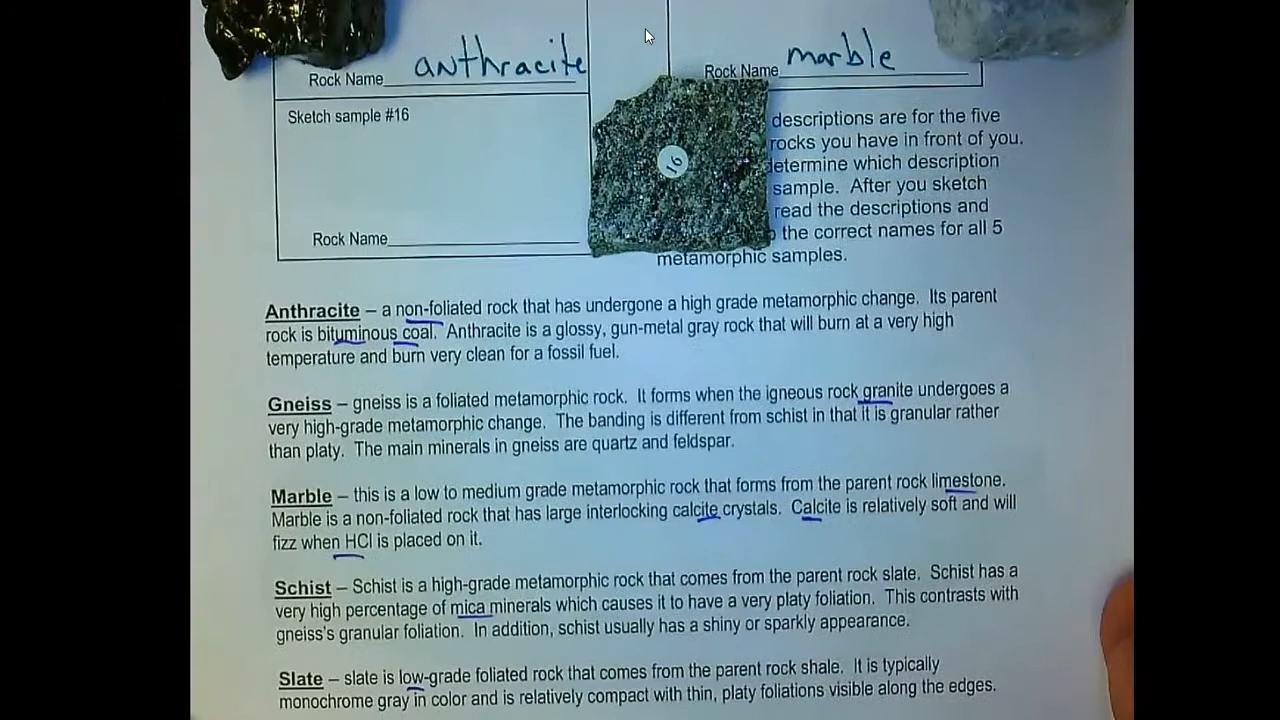 Rock Name anthracite
Rock Name marble
Sketch sample #16
16
descriptions are for the five
rocks you have in front of you.
determine which description
sample. After you sketch
read the descriptions and
the correct names for all 5
metamorphic samples.
Rock Name
Anthracite – a non-foliated rock that has undergone a high grade metamorphic change. Its parent
rock is bituminous coal. Anthracite is a glossy, gun-metal gray rock that will burn at a very high
temperature and burn very clean for a fossil fuel.
Gneiss – gneiss is a foliated metamorphic rock. It forms when the igneous rock granite undergoes a
very high-grade metamorphic change. The banding is different from schist in that it is granular rather
than platy. The main minerals in gneiss are quartz and feldspar.
Marble – this is a low to medium grade metamorphic rock that forms from the parent rock limestone.
Marble is a non-foliated rock that has large interlocking calcite crystals. Calcite is relatively soft and will
fizz when HCl is placed on it.
Schist – Schist is a high-grade metamorphic rock that comes from the parent rock slate. Schist has a
very high percentage of mica minerals which causes it to have a very platy foliation. This contrasts with
gneiss's granular foliation. In addition, schist usually has a shiny or sparkly appearance.
Slate – slate is low-grade foliated rock that comes from the parent rock shale. It is typically
monochrome gray in color and is relatively compact with thin, platy foliations visible along the edges.